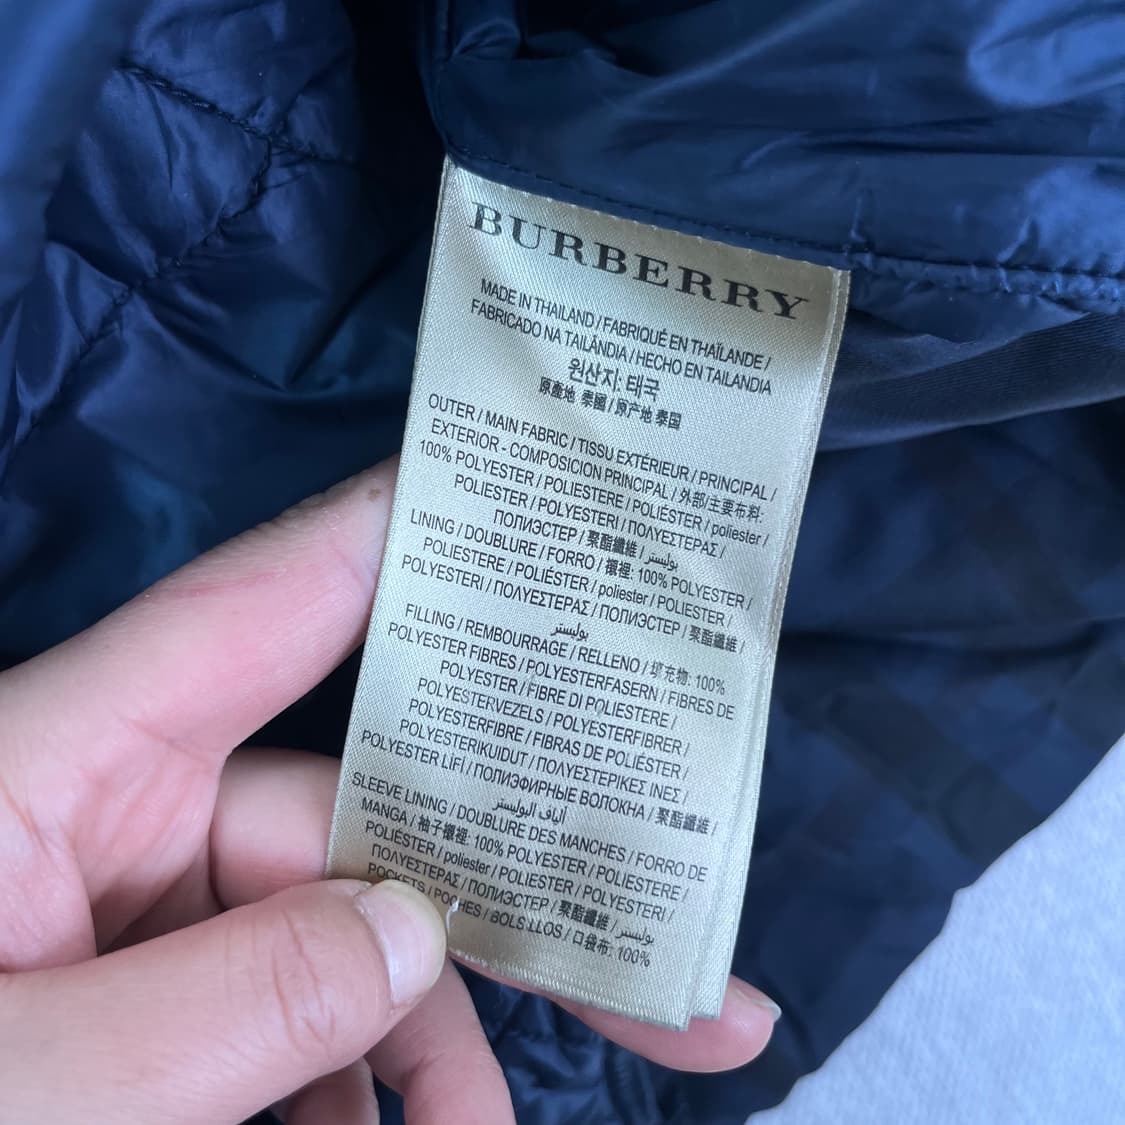 BURBERRY
MADE IN THAILAND / FABRIQUÉ EN THAÏLANDE /
FABRICADO NA TAILÂNDIA / HECHO EN TAILANDIA
원산지: 태국
原產地 泰國 / 原产地 泰国
OUTER / MAIN FABRIC / TISSU EXTÉRIEUR / PRINCIPAL /
EXTERIOR - COMPOSICION PRINCIPAL / 外部/主要布料:
100% POLYESTER / POLIESTERE / POLIÉSTER / poliester /
POLIESTER / POLYESTERI / ΠΟΛΥΕΣΤΕΡΑΣ /
ПОЛИЭСТЕР / 聚酯纖維 / بوليستر
LINING / DOUBLURE / FORRO / 襯裡: 100% POLYESTER /
POLIESTERE / POLIÉSTER / poliester / POLIESTER /
POLYESTERI / ΠΟΛΥΕΣΤΕΡΑΣ / ПОЛИЭСТЕР / 聚酯纖維 /
بوليستر
FILLING / REMBOURRAGE / RELLENO / 填充物: 100%
POLYESTER FIBRES / POLYESTERFASERN / FIBRES DE
POLYESTER / FIBRE DI POLIESTERE /
POLYESTERVEZELS / POLYESTERFIBRER /
POLYESTERFIBRE / FIBRAS DE POLIÉSTER /
POLYESTERIKUIDUT / ΠΟΛΥΕΣΤΕΡΙΚΕΣ ΙΝΕΣ /
POLYESTER LİFİ / ПОЛИЭФИРНЫЕ ВОЛОКНА / 聚酯纖維 /
ألياف البوليستر
SLEEVE LINING / DOUBLURE DES MANCHES / FORRO DE
MANGA / 袖子襯裡: 100% POLYESTER / POLIESTERE /
POLIÉSTER / poliester / POLIESTER / POLYESTERI /
ΠΟΛΥΕΣΤΕΡΑΣ / ПОЛИЭСТЕР / 聚酯纖維 / بوليستر
POCKETS / POCHES / BOLSILLOS / 口袋布: 100%